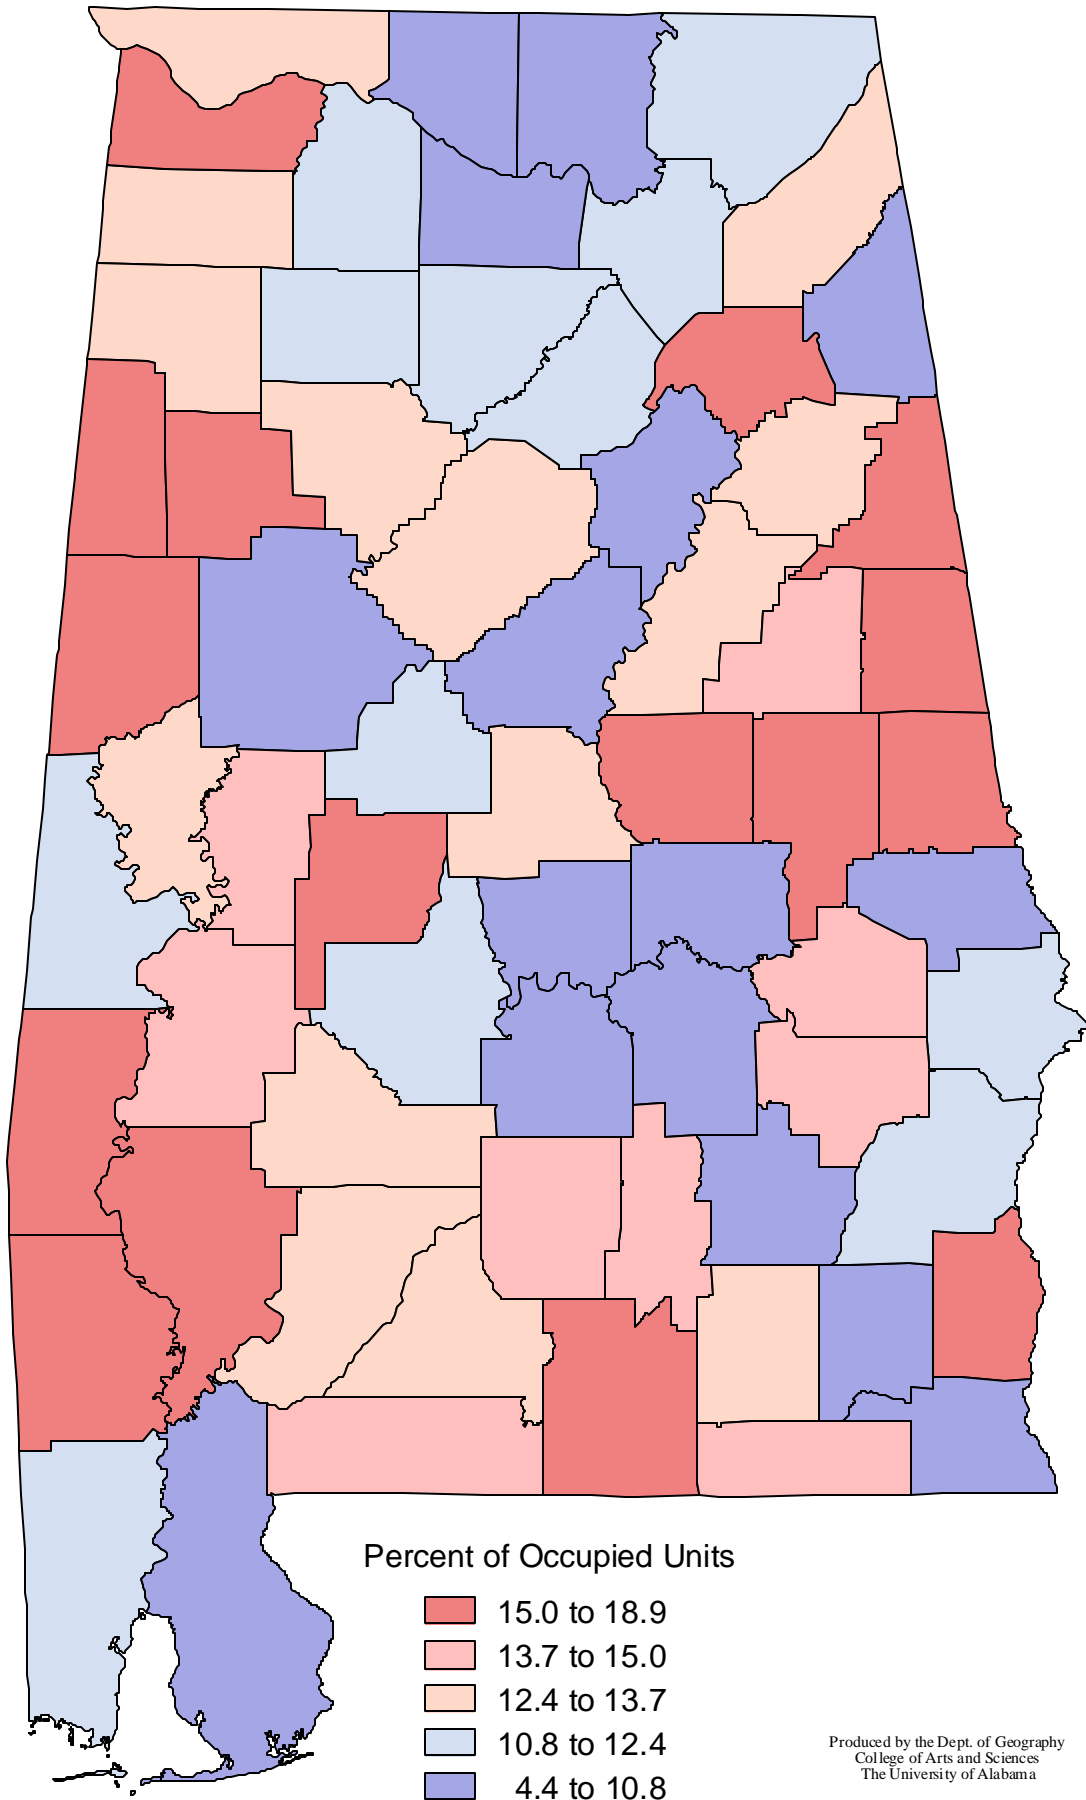 Percent of Occupied Units
15.0 to 18.9
13.7 to 15.0
12.4 to 13.7
10.8 to 12.4
4.4 to 10.8
Produced by the Dept. of Geography
College of Arts and Sciences
The University of Alabama